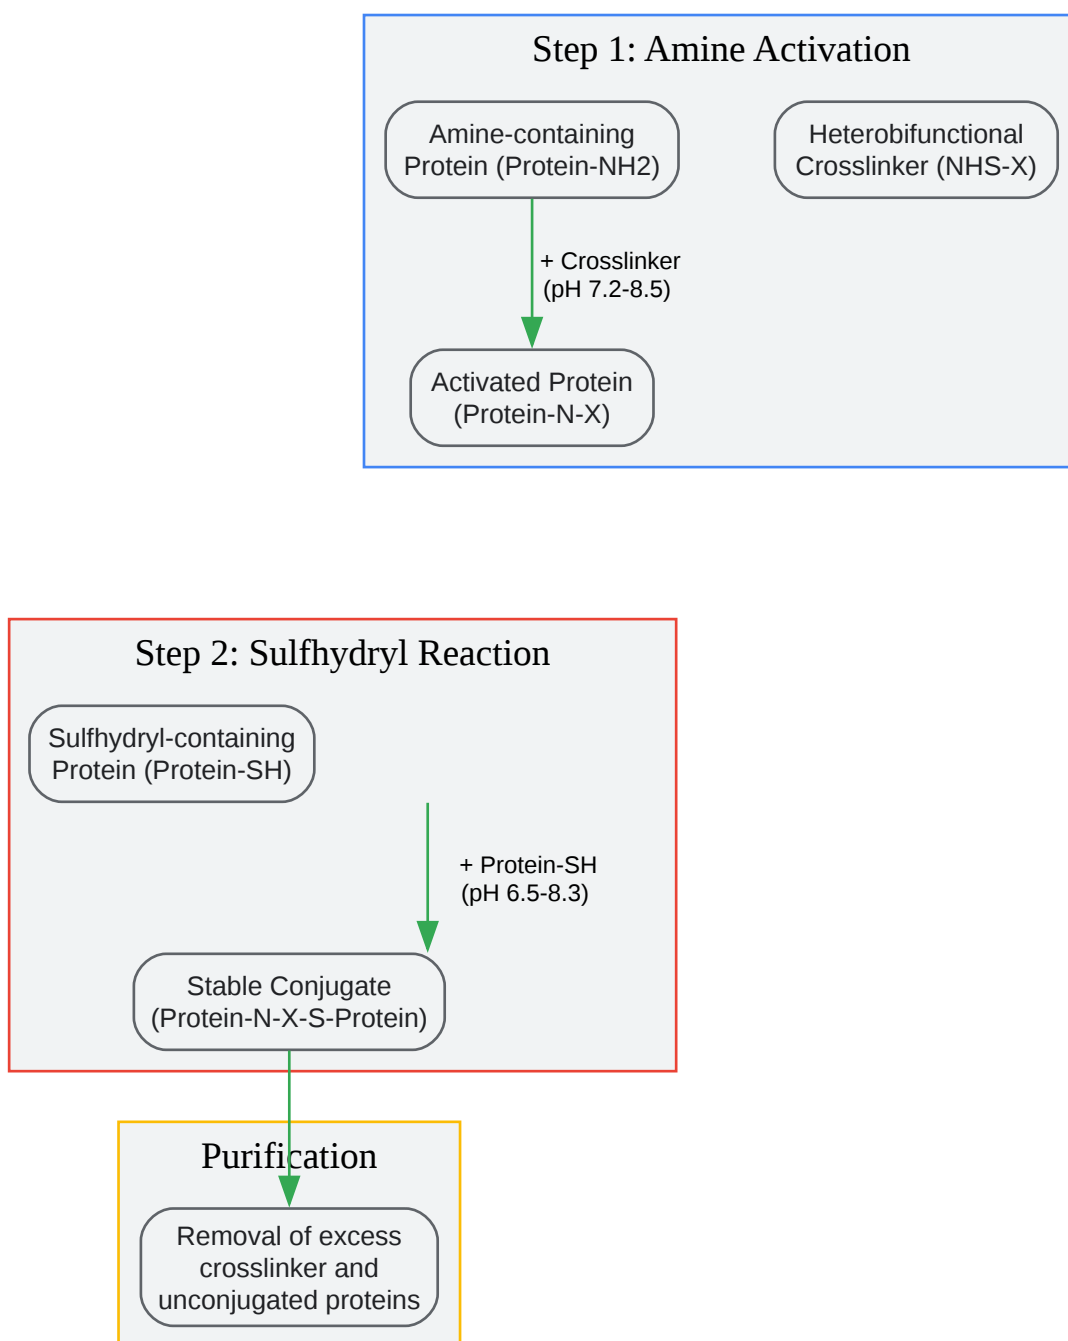 Step 1: Amine Activation
Amine-containing
Protein (Protein-NH2)
Heterobifunctional
Crosslinker (NHS-X)
+ Crosslinker
(pH 7.2-8.5)
Activated Protein
(Protein-N-X)
Step 2: Sulfhydryl Reaction
Sulfhydryl-containing
Protein (Protein-SH)
+ Protein-SH
(pH 6.5-8.3)
Stable Conjugate
(Protein-N-X-S-Protein)
Purification
Removal of excess
crosslinker and
unconjugated proteins